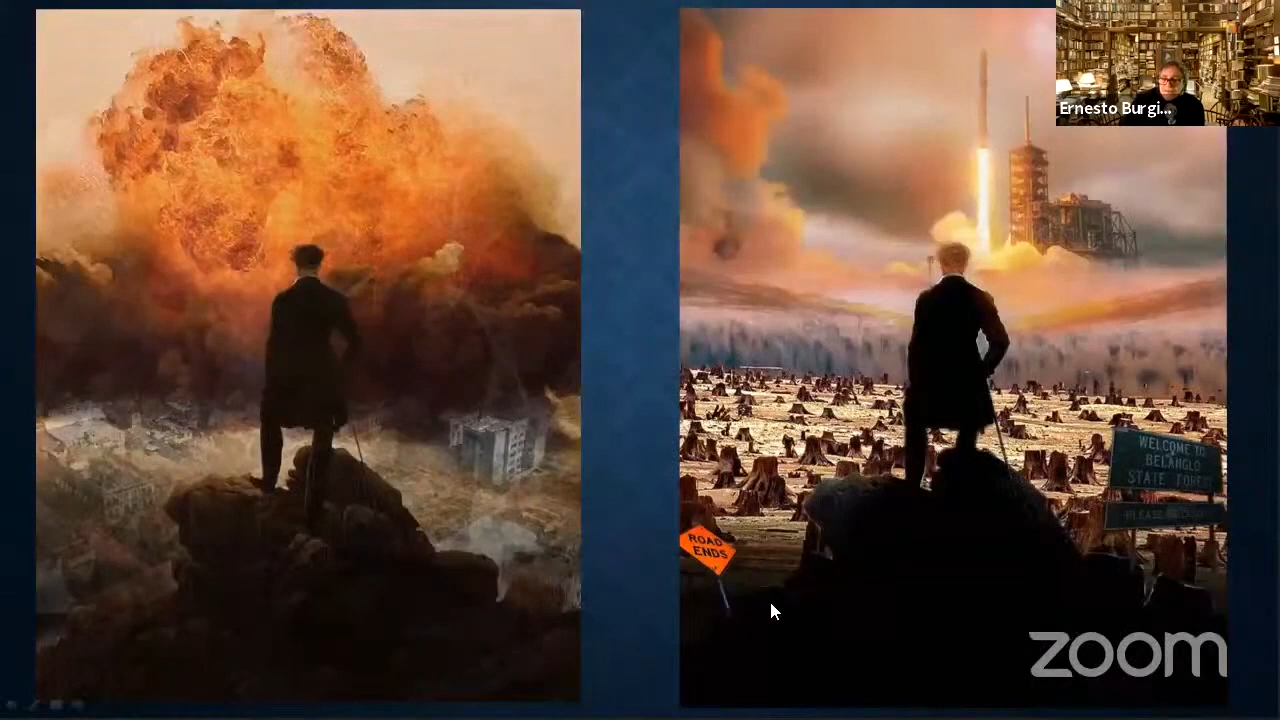 Ernesto Burgi...
WELCOME TO
BELANGLO
STATE FOREST
ROAD
ENDS
zoom